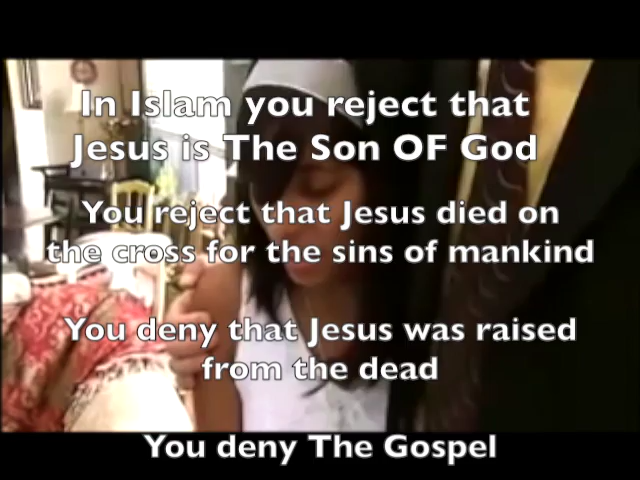 In Islam you reject that
Jesus is The Son OF God
You reject that Jesus died on
the cross for the sins of mankind
You deny that Jesus was raised
from the dead
You deny The Gospel